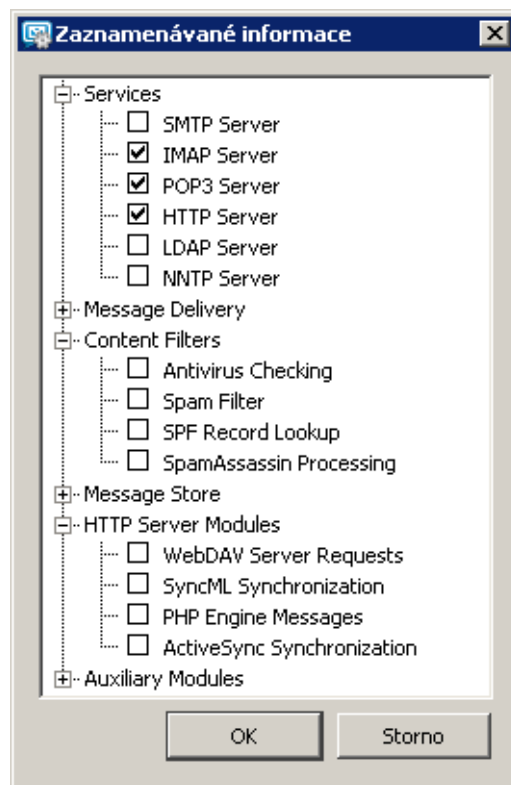 Zaznamenávané informace
Services
SMTP Server
IMAP Server
POP3 Server
HTTP Server
LDAP Server
NNTP Server
Message Delivery
Content Filters
Antivirus Checking
Spam Filter
SPF Record Lookup
SpamAssassin Processing
Message Store
HTTP Server Modules
WebDAV Server Requests
SyncML Synchronization
PHP Engine Messages
ActiveSync Synchronization
Auxiliary Modules
OK Storno